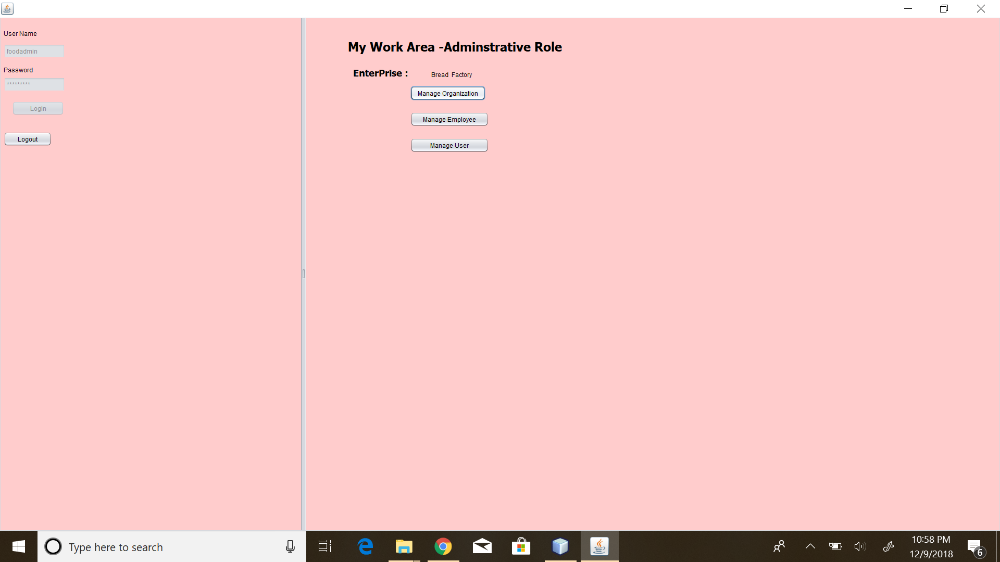 User Name
foodadmin
Password
*********
Login
Logout
My Work Area -Adminstrative Role
EnterPrise :
Bread Factory
Manage Organization
Manage Employee
Manage User
Type here to search
10:58 PM
12/9/2018
6